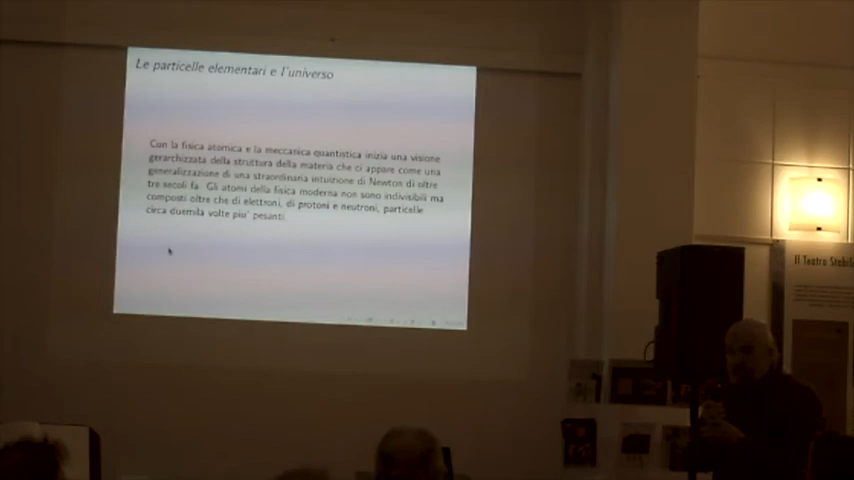 Le particelle elementari e l'universo
Con la fisica atomica e la meccanica quantistica inizia una visione
gerarchizzata della struttura della materia che ci appare come una
generalizzazione di una straordinaria intuizione di Newton di oltre
tre secoli fa. Gli atomi della fisica moderna non sono indivisibili ma
composti oltre che di elettroni, di protoni e neutroni, particelle
circa duemila volte piu' pesanti.
Il Teatro Stabil